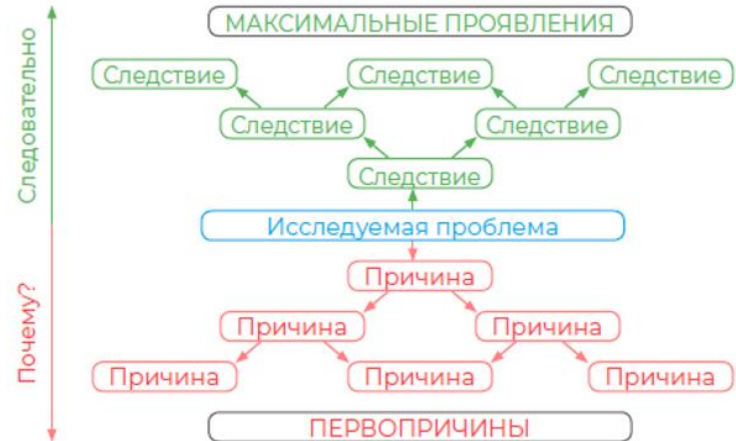 МАКСИМАЛЬНЫЕ ПРОЯВЛЕНИЯ
Следовательно
Следствие Следствие Следствие
Следствие Следствие
Следствие
Исследуемая проблема
Почему?
Причина
Причина Причина
Причина Причина Причина
ПЕРВОПРИЧИНЫ